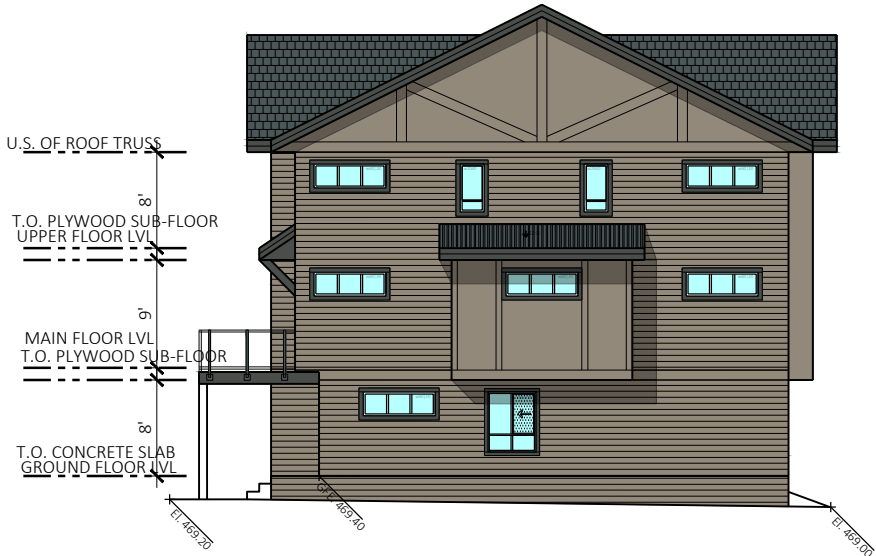 U.S. OF ROOF TRUSS
8'
T.O. PLYWOOD SUB-FLOOR
UPPER FLOOR LVL
9'
MAIN FLOOR LVL
T.O. PLYWOOD SUB-FLOOR
8'
T.O. CONCRETE SLAB
GROUND FLOOR LVL
El. 469.20
GFE. 469.40
El. 469.00